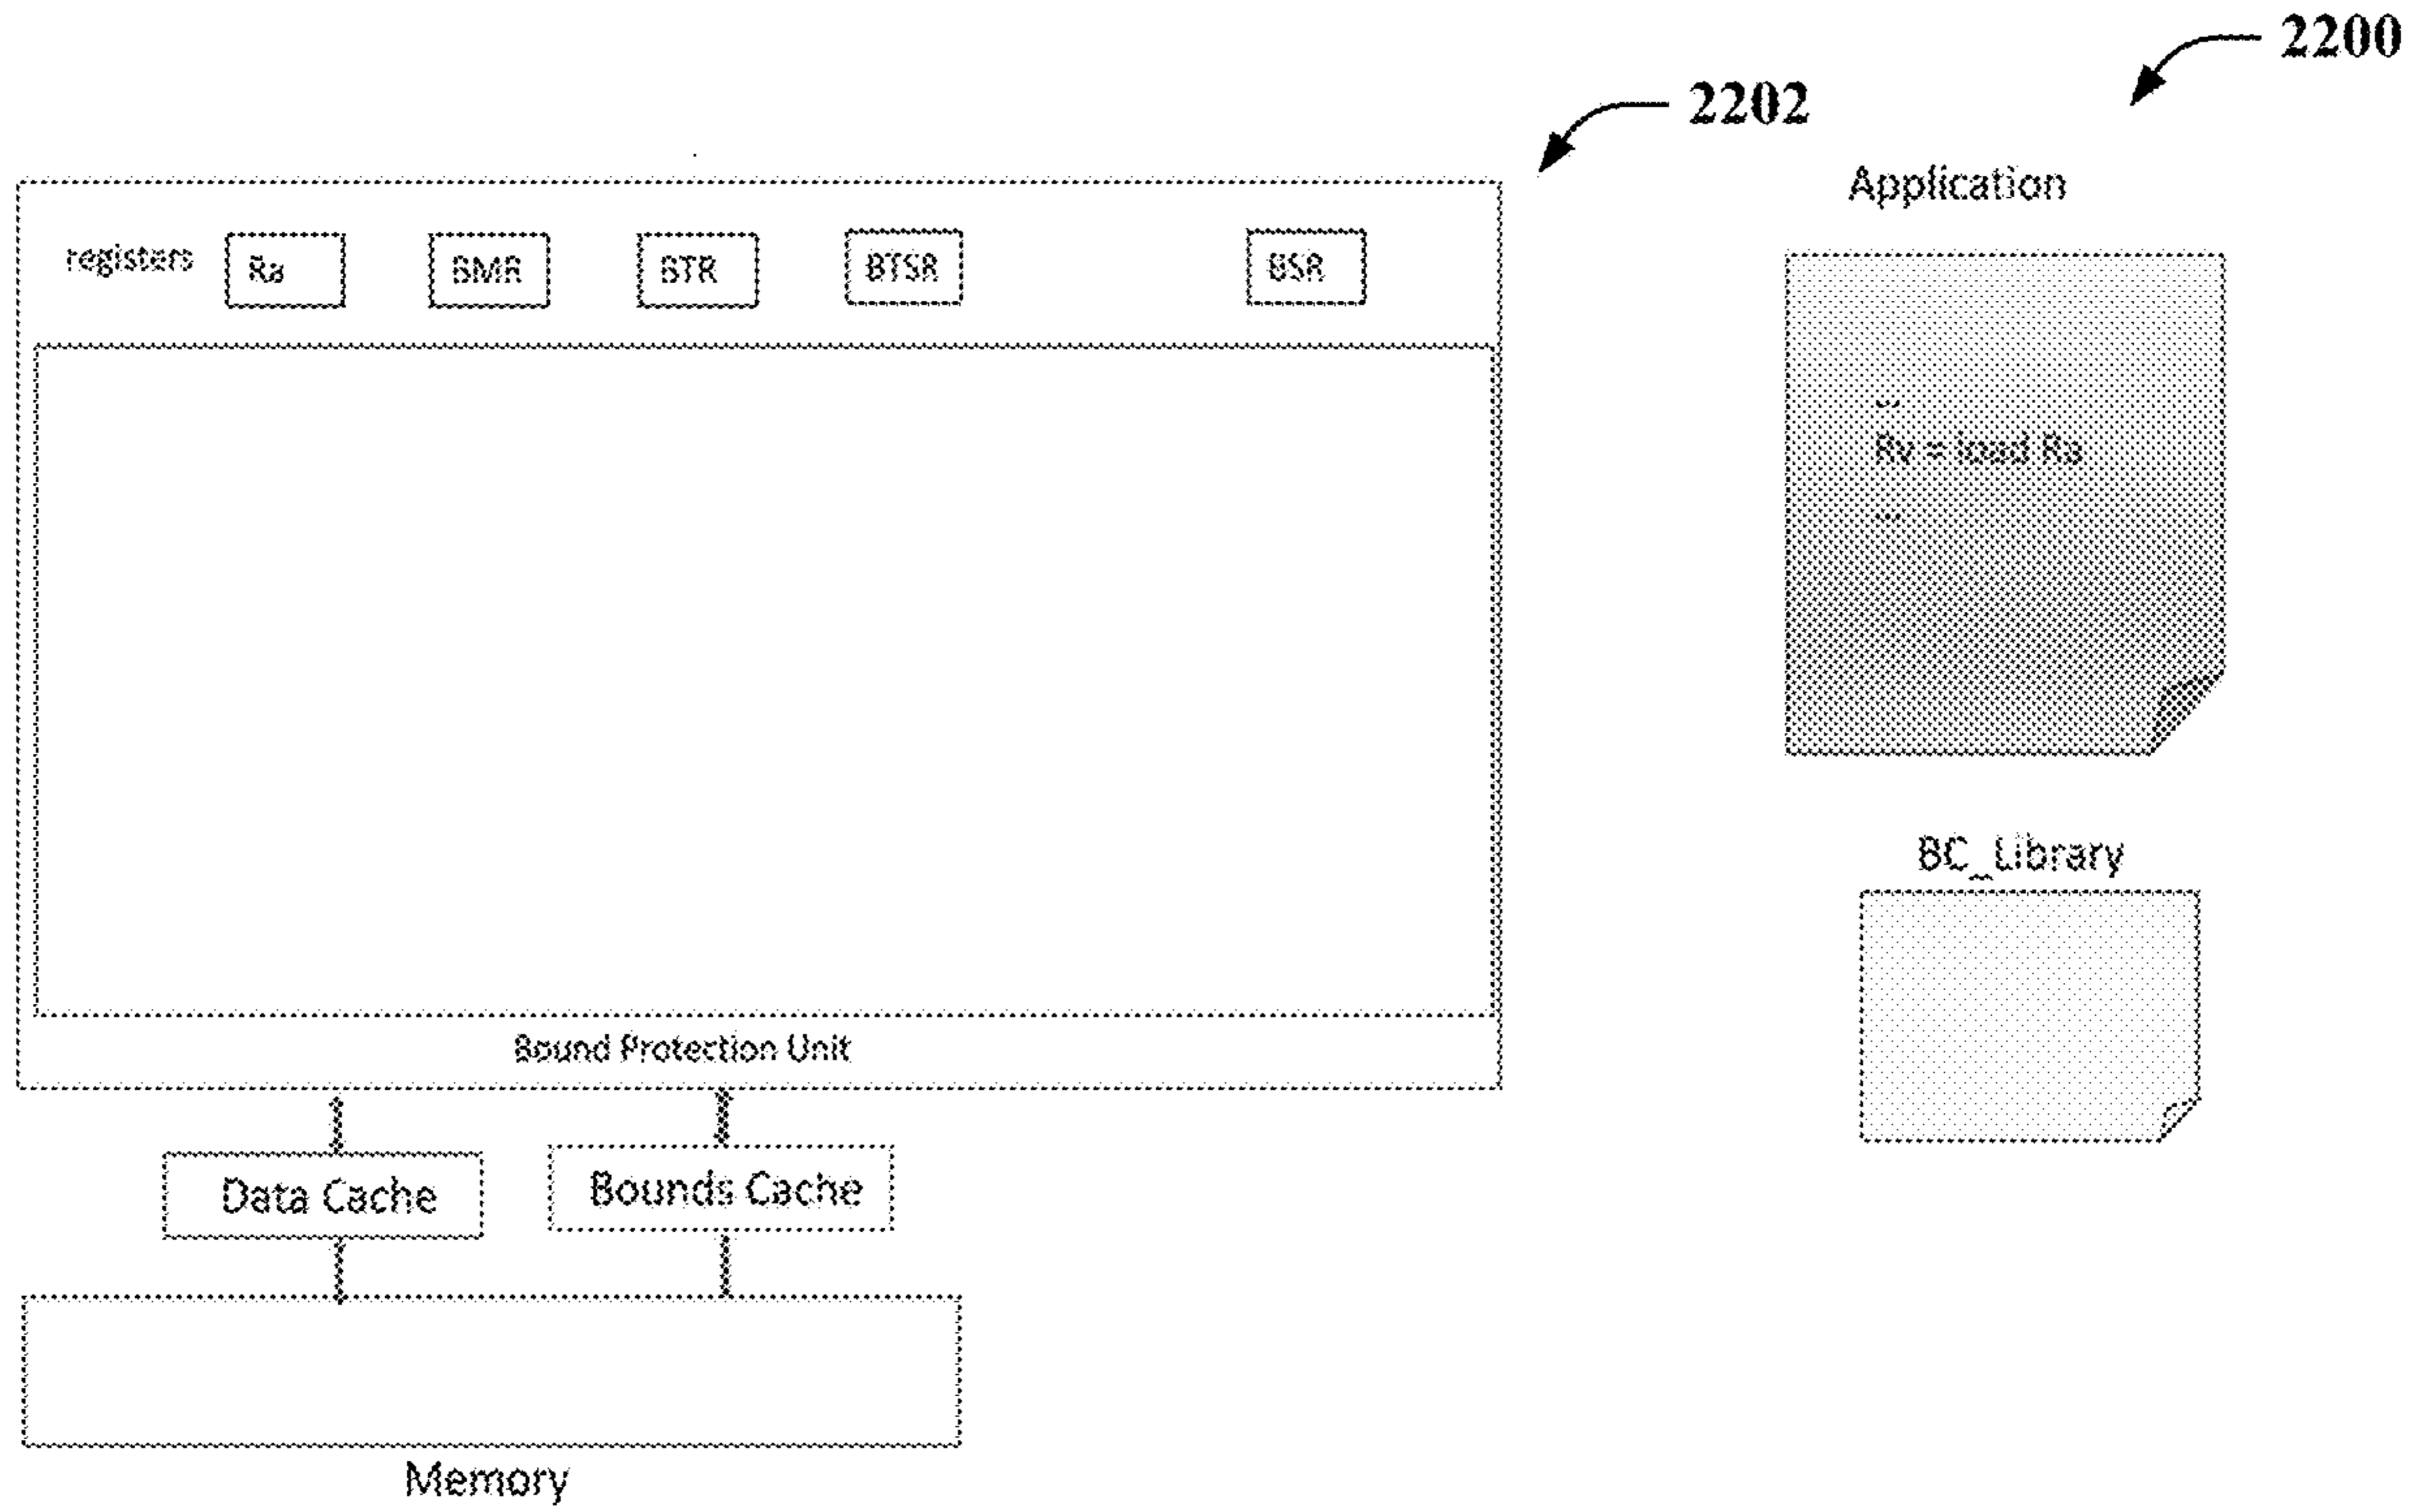 2200
2202
Application
registers Ra BMR BTR BTSR BSR
...
Rv = load Ra
...
Bound Protection Unit
BC_Library
Data Cache Bounds Cache
Memory